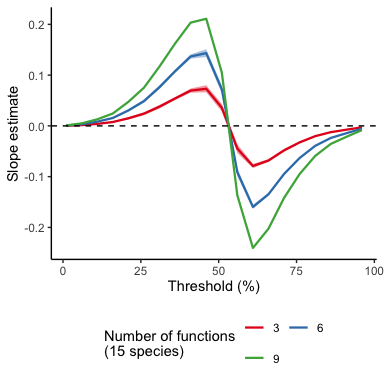 0.2
0.1
0.0
-0.1
-0.2
Slope estimate
0 25 50 75 100
Threshold (%)
Number of functions
(15 species)
3 6
9